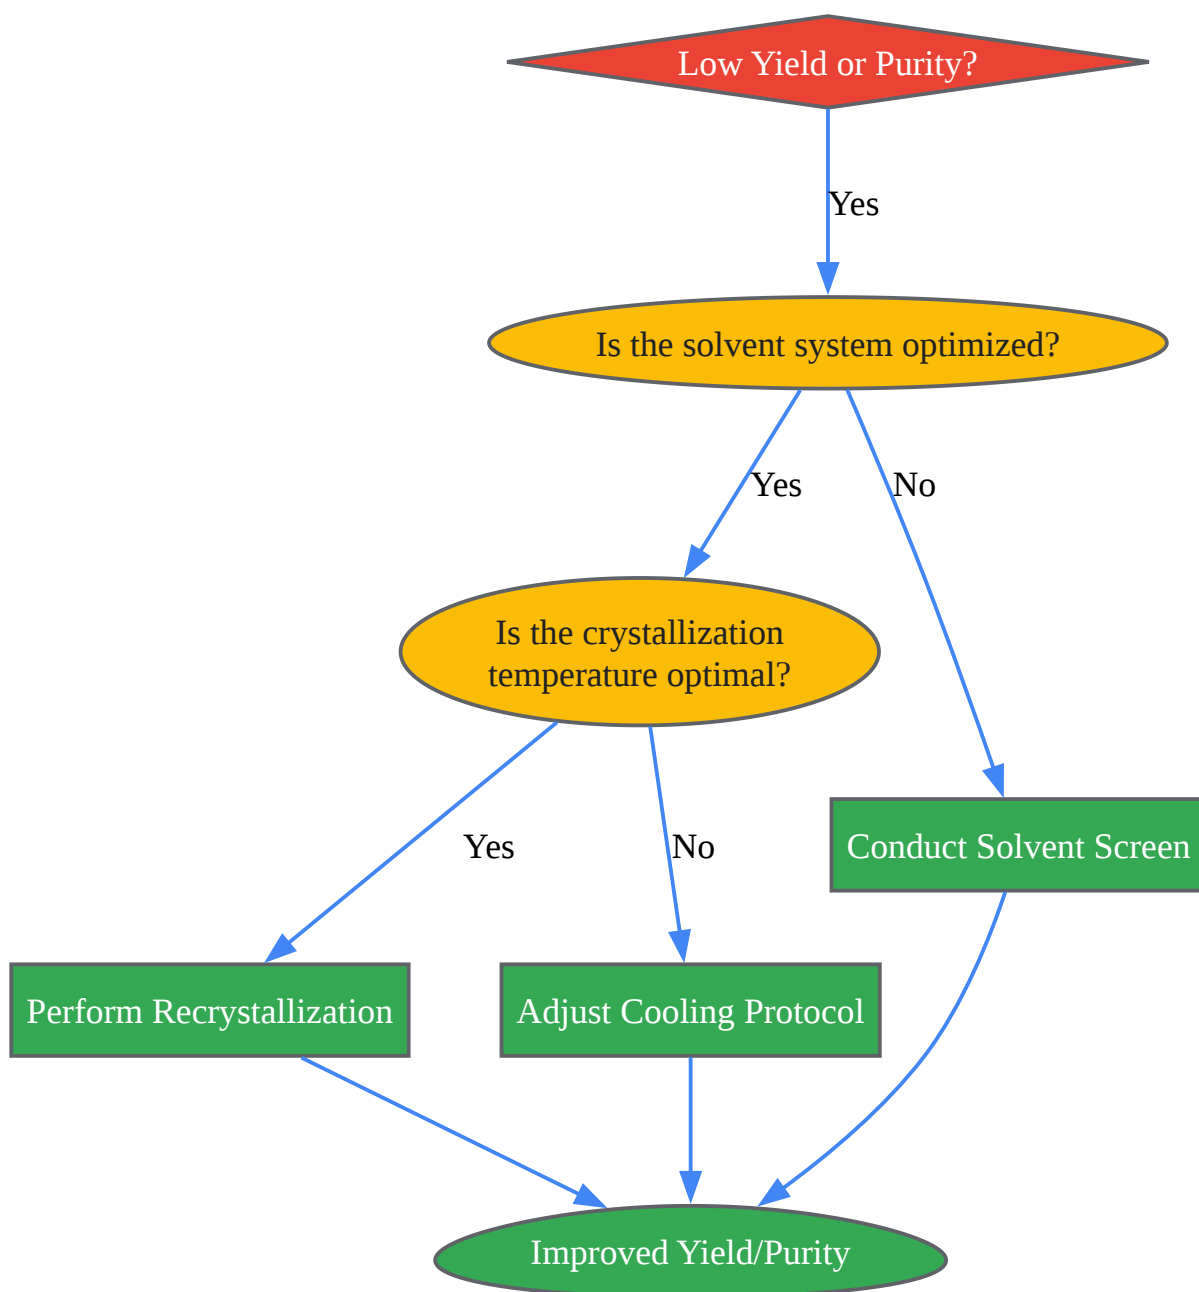 Low Yield or Purity?
Yes
Is the solvent system optimized?
Yes
No
Is the crystallization
temperature optimal?
Yes
No
Conduct Solvent Screen
Perform Recrystallization
Adjust Cooling Protocol
Improved Yield/Purity